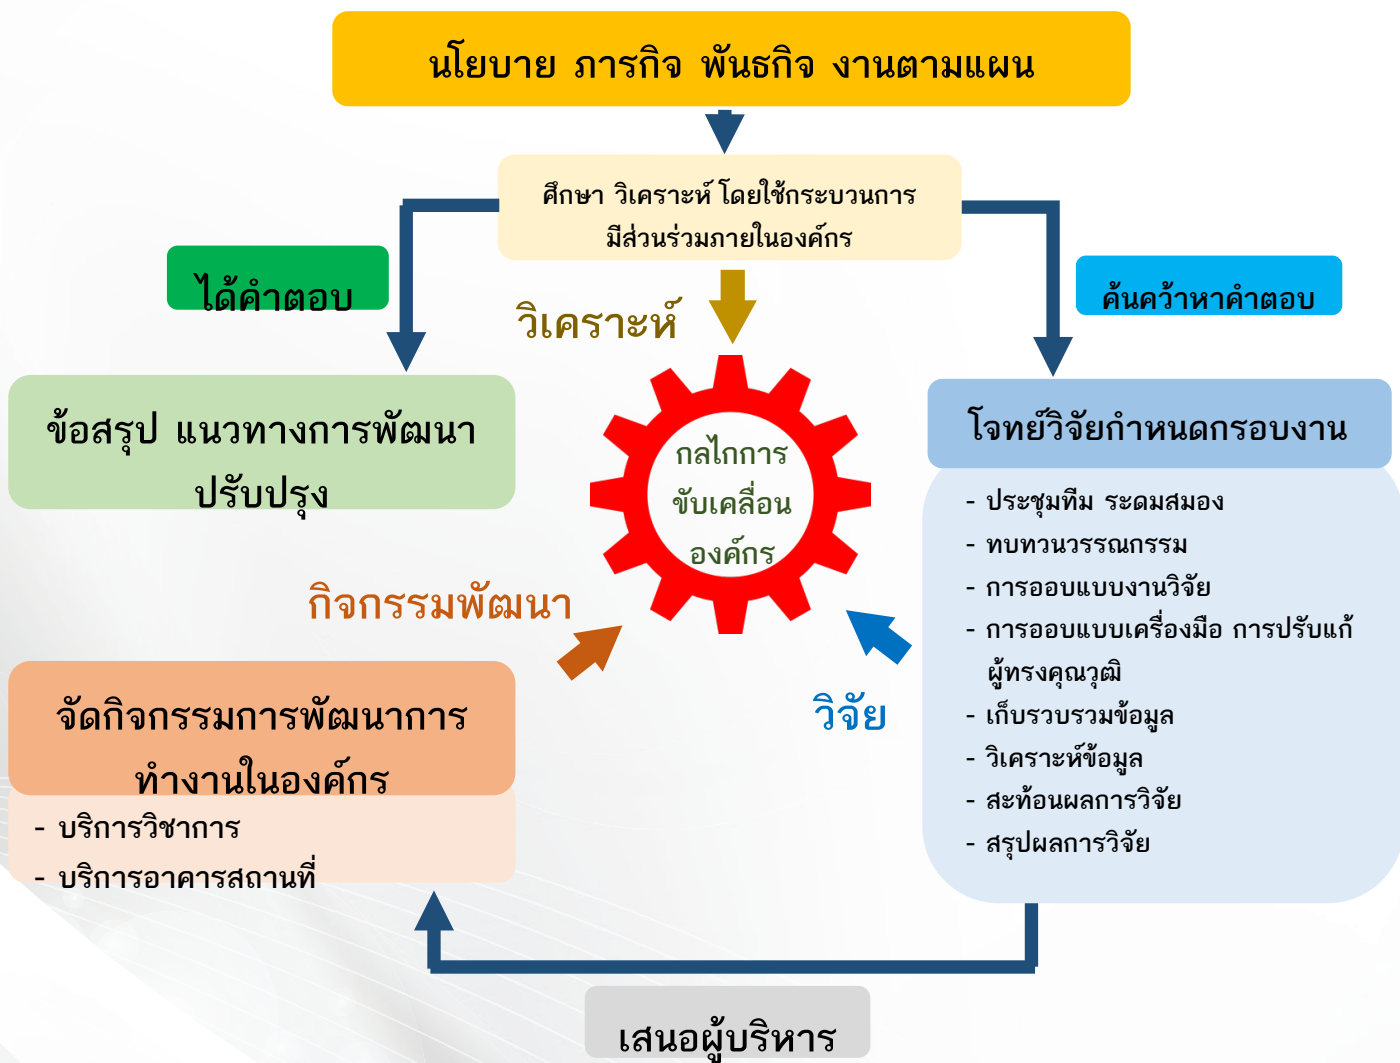 นโยบาย ภารกิจ พันธกิจ งานตามแผน
ศึกษา วิเคราะห์ โดยใช้กระบวนการ
มีส่วนร่วมภายในองค์กร
ได้คำตอบ
ค้นคว้าหาคำตอบ
วิเคราะห์
ข้อสรุป แนวทางการพัฒนา
ปรับปรุง
กลไกการ
ขับเคลื่อน
องค์กร
โจทย์วิจัยกำหนดกรอบงาน
- ประชุมทีม ระดมสมอง
- ทบทวนวรรณกรรม
- การออบแบบงานวิจัย
- การออบแบบเครื่องมือ การปรับแก้
ผู้ทรงคุณวุฒิ
- เก็บรวบรวมข้อมูล
- วิเคราะห์ข้อมูล
- สะท้อนผลการวิจัย
- สรุปผลการวิจัย
กิจกรรมพัฒนา
วิจัย
จัดกิจกรรมการพัฒนาการ
ทำงานในองค์กร
- บริการวิชาการ
- บริการอาคารสถานที่
เสนอผู้บริหาร